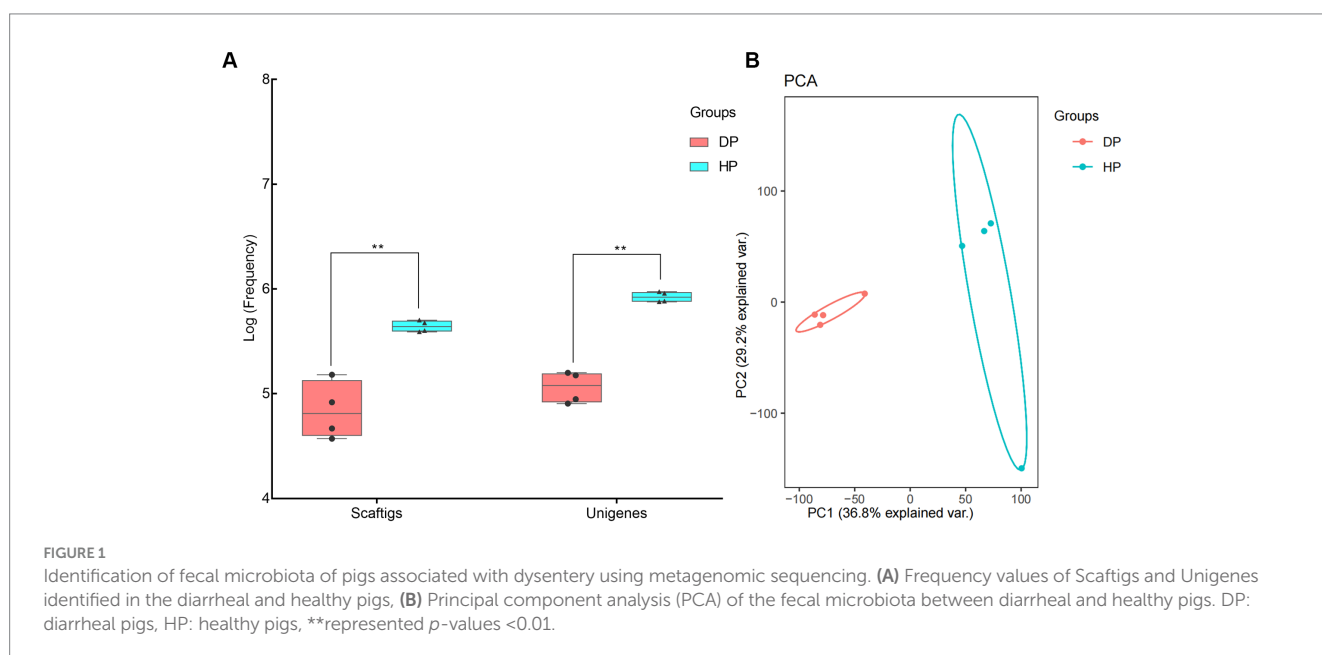 A
8
7
6
5
4
Log (Frequency)
**
**
Scaftigs
Unigenes
Groups
DP
HP
B
PCA
100
0
−100
PC2 (29.2% explained var.)
−100
−50
0
50
100
PC1 (36.8% explained var.)
Groups
DP
HP
FIGURE 1
Identification of fecal microbiota of pigs associated with dysentery using metagenomic sequencing. (A) Frequency values of Scaftigs and Unigenes
identified in the diarrheal and healthy pigs, (B) Principal component analysis (PCA) of the fecal microbiota between diarrheal and healthy pigs. DP:
diarrheal pigs, HP: healthy pigs, **represented p-values <0.01.